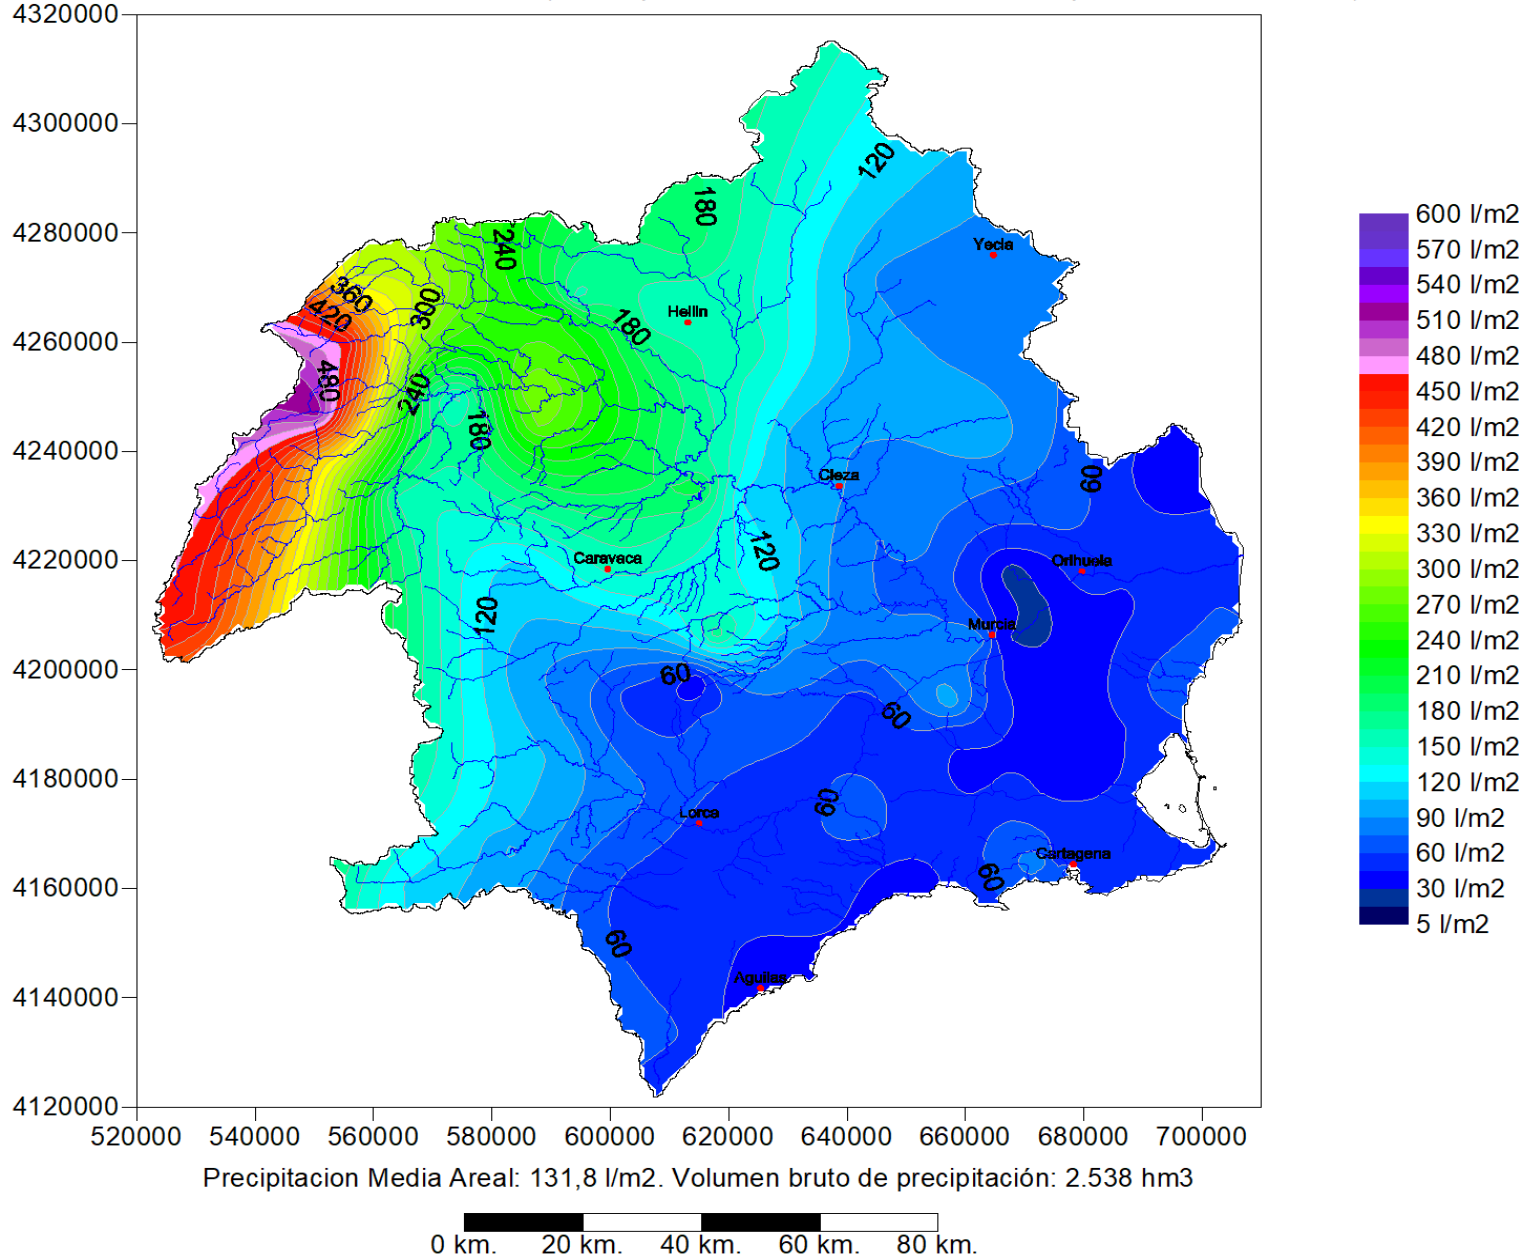 4320000
4300000
4280000
4260000
4240000
4220000
4200000
4180000
4160000
4140000
4120000
520000 540000 560000 580000 600000 620000 640000 660000 680000 700000
120
180
240
Yecla
360
300
420
Hellin
180
480
240
180
Cieza
60
120
Caravaca
Orihuela
120
Murcia
60
60
60
Lorca
Cartagena
60
60
Aguilas
600 l/m2
570 l/m2
540 l/m2
510 l/m2
480 l/m2
450 l/m2
420 l/m2
390 l/m2
360 l/m2
330 l/m2
300 l/m2
270 l/m2
240 l/m2
210 l/m2
180 l/m2
150 l/m2
120 l/m2
90 l/m2
60 l/m2
30 l/m2
5 l/m2
Precipitacion Media Areal: 131,8 l/m2. Volumen bruto de precipitación: 2.538 hm3
0 km. 20 km. 40 km. 60 km. 80 km.